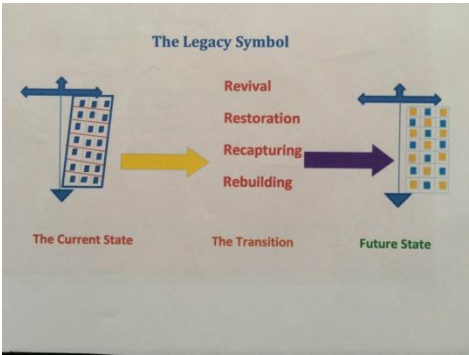 The Legacy Symbol
Revival
Restoration
Recapturing
Rebuilding
The Current State
The Transition
Future State